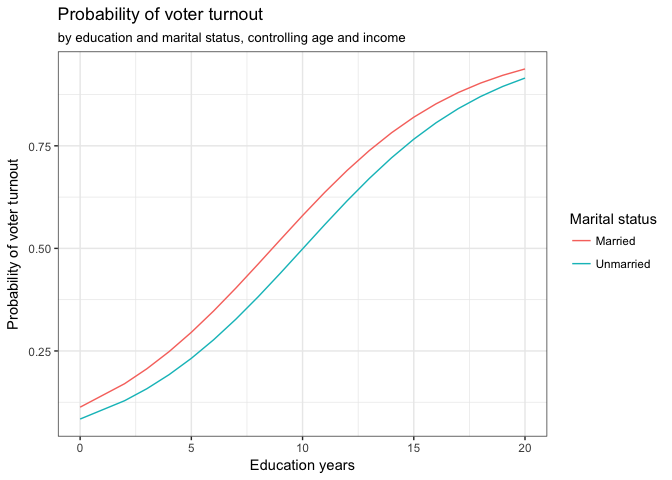 Probability of voter turnout
by education and marital status, controlling age and income
Probability of voter turnout
0.75
0.50
0.25
0
5
10
15
20
Education years
Marital status
Married
Unmarried